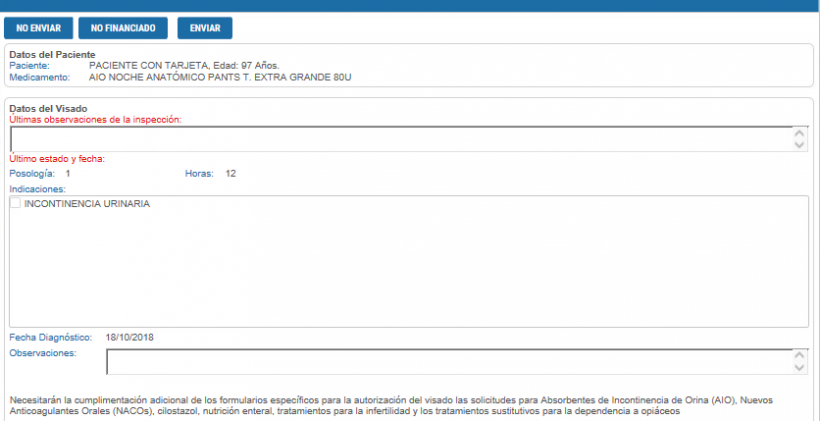 NO ENVIAR NO FINANCIADO ENVIAR
Datos del Paciente
Paciente: PACIENTE CON TARJETA, Edad: 97 Años.
Medicamento: AIO NOCHE ANATÓMICO PANTS T. EXTRA GRANDE 80U
Datos del Visado
Últimas observaciones de la inspección:
Último estado y fecha:
Posología: 1 Horas: 12
Indicaciones:
INCONTINENCIA URINARIA
Fecha Diagnóstico: 18/10/2018
Observaciones:
Necesitarán la cumplimentación adicional de los formularios específicos para la autorización del visado las solicitudes para Absorbentes de Incontinencia de Orina (AIO), Nuevos
Anticoagulantes Orales (NACOs), cilostazol, nutrición enteral, tratamientos para la infertilidad y los tratamientos sustitutivos para la dependencia a opiáceos